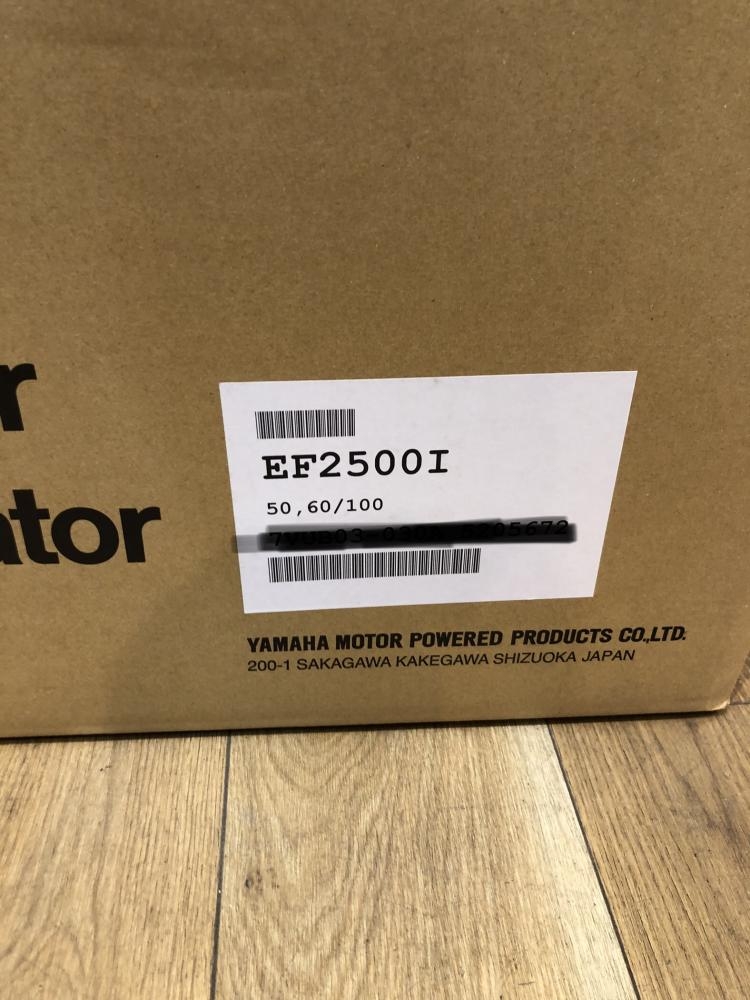 r
ator
EF2500I
50,60/100
YAMAHA MOTOR POWERED PRODUCTS CO.,LTD.
200-1 SAKAGAWA KAKEGAWA SHIZUOKA JAPAN